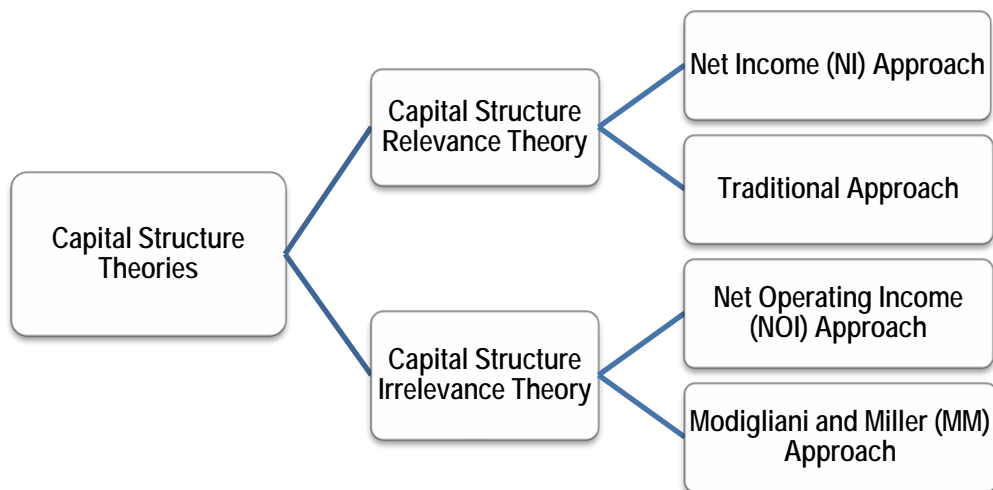 Capital Structure
Theories
Capital Structure
Relevance Theory
Net Income (NI) Approach
Traditional Approach
Capital Structure
Irrelevance Theory
Net Operating Income
(NOI) Approach
Modigliani and Miller (MM)
Approach